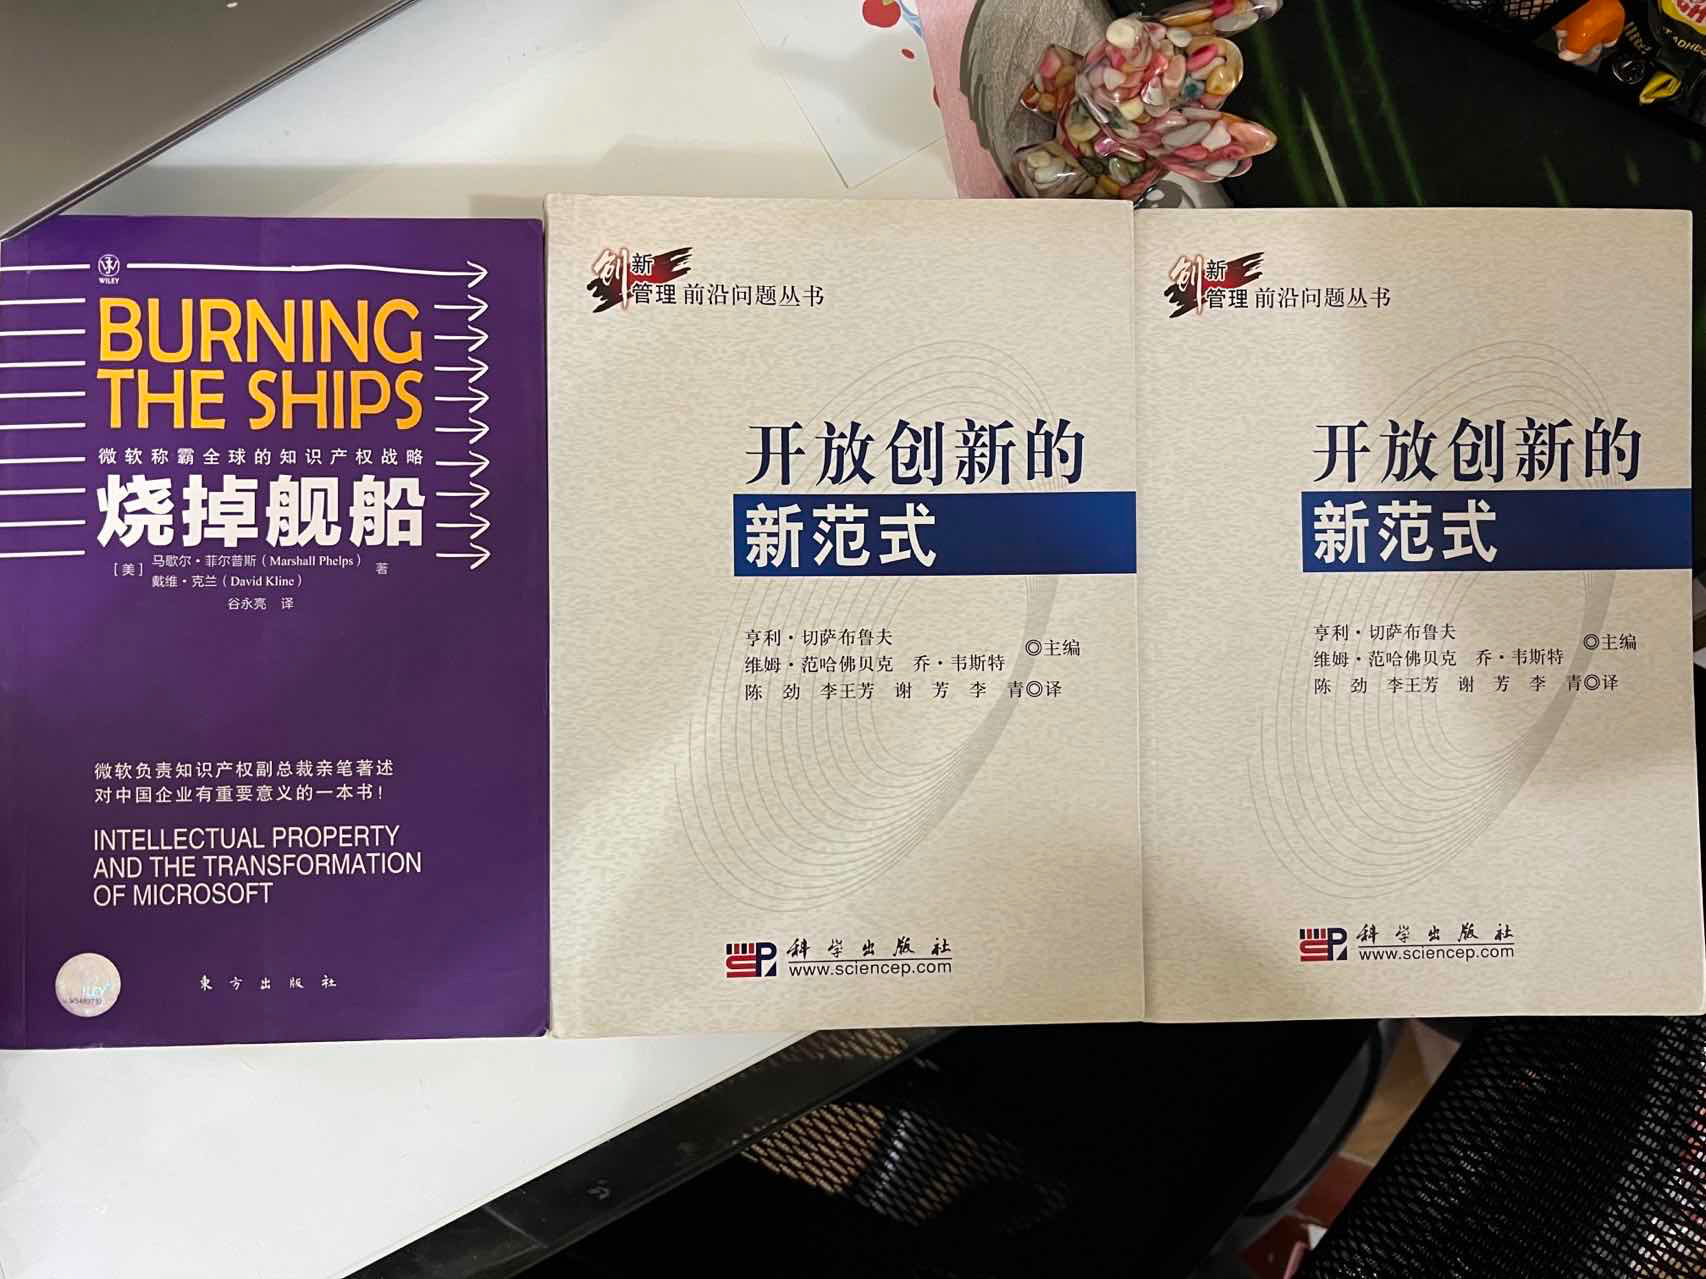 WILEY
BURNING
THE SHIPS
微软称霸全球的知识产权战略
烧掉舰船
［美］ 马歇尔·菲尔普斯（Marshall Phelps） 著
戴维·克兰（David Kline）
谷永亮 译
微软负责知识产权副总裁亲笔著述
对中国企业有重要意义的一本书！
INTELLECTUAL PROPERTY
AND THE TRANSFORMATION
OF MICROSOFT
東方出版社
创新
管理 前沿问题丛书
开放创新的
新范式
亨利·切萨布鲁夫
维姆·范哈佛贝克 乔·韦斯特 ◎主编
陈 劲 李王芳 谢 芳 李 青◎译
科学出版社
www.sciencep.com
创新
管理 前沿问题丛书
开放创新的
新范式
亨利·切萨布鲁夫
维姆·范哈佛贝克 乔·韦斯特 ◎主编
陈 劲 李王芳 谢 芳 李 青◎译
科学出版社
www.sciencep.com